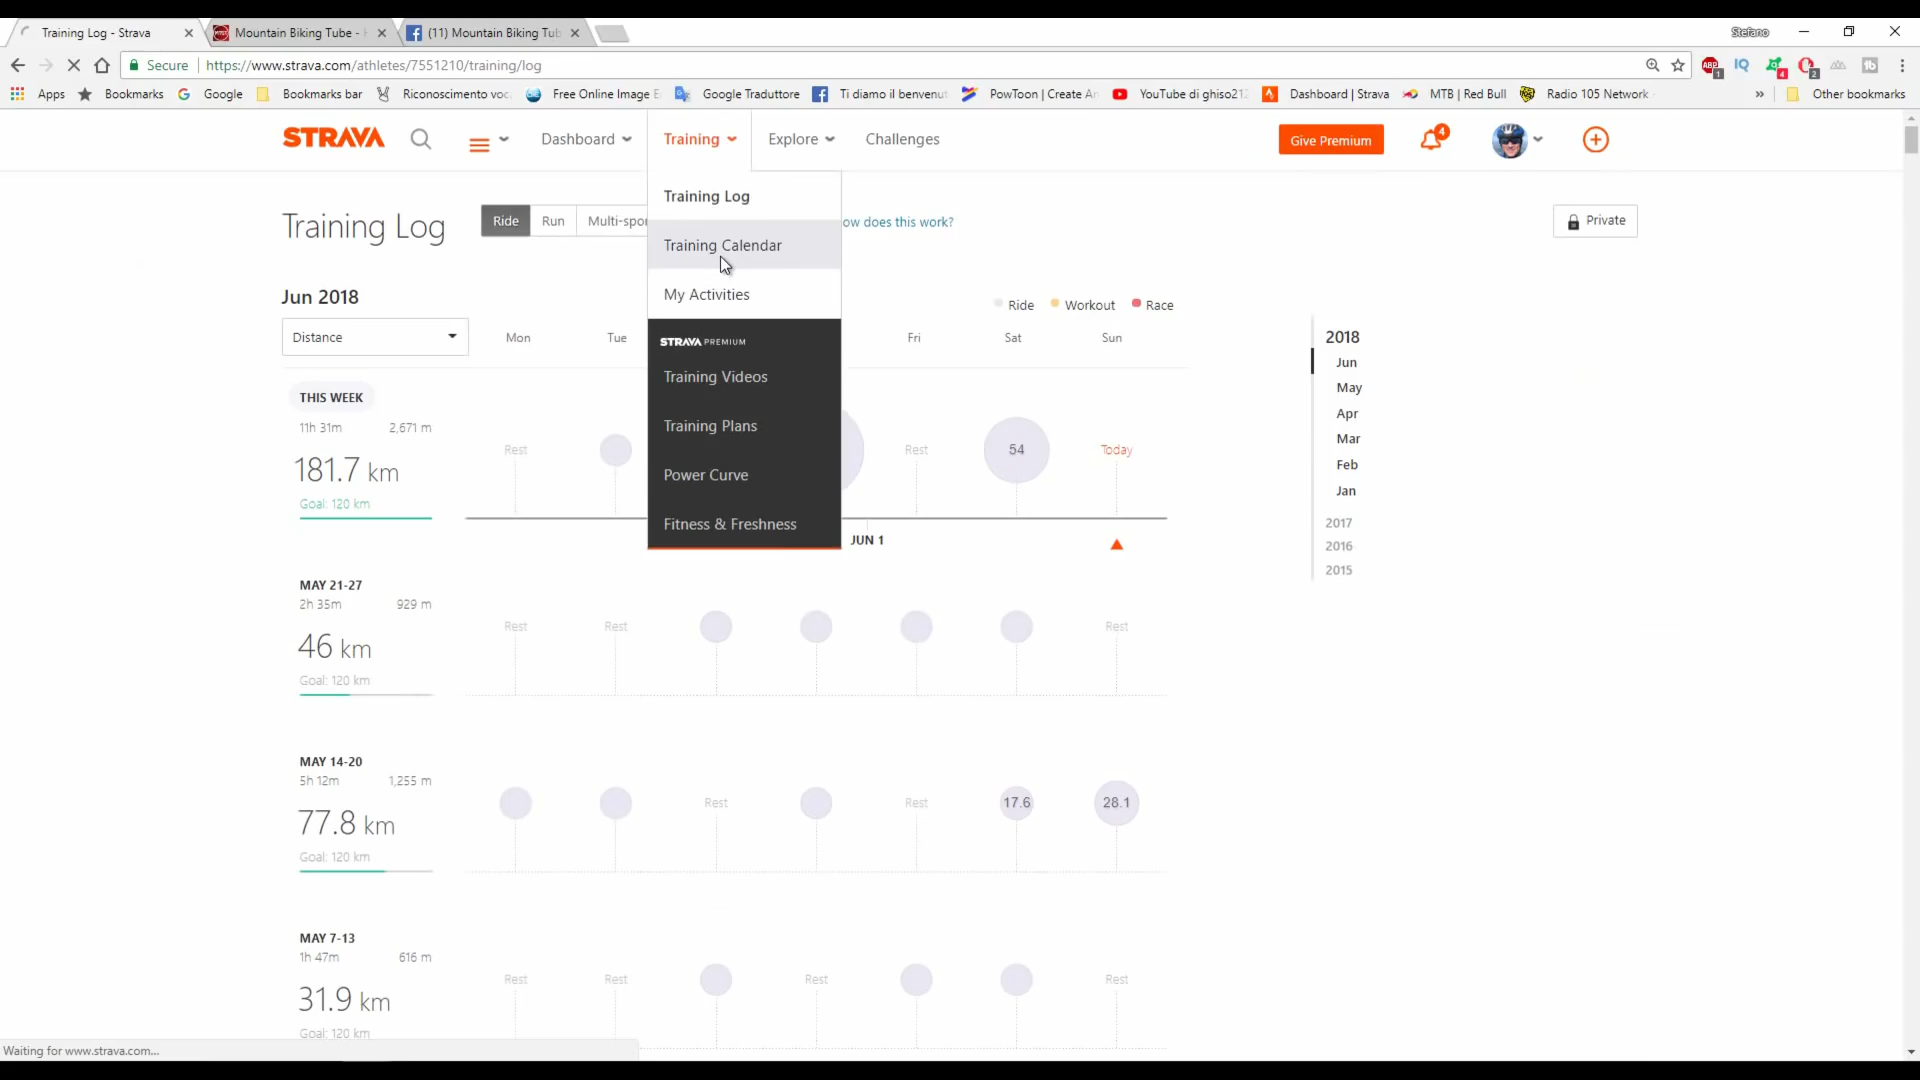 Training Log - Strava
Mountain Biking Tube -
(11) Mountain Biking Tub
Stefano
Secure
https://www.strava.com/athletes/7551210/training/log
Apps
Bookmarks
Google
Bookmarks bar
Riconoscimento voc
Free Online Image E
Google Traduttore
Ti diamo il benvenut
PowToon | Create An
YouTube di ghiso212
Dashboard | Strava
MTB | Red Bull
Radio 105 Network
»
Other bookmarks
STRAVA
Dashboard
Training
Explore
Challenges
Give Premium
4
Training Log
Ride
Run
Multi-spor
ow does this work?
Private
Training Log
Training Calendar
My Activities
STRAVA PREMIUM
Training Videos
Training Plans
Power Curve
Fitness & Freshness
Jun 2018
Ride
Workout
Race
Distance
Mon
Tue
Fri
Sat
Sun
2018
Jun
May
Apr
Mar
Feb
Jan
2017
2016
2015
THIS WEEK
11h 31m
2,671 m
181.7 km
Goal: 120 km
Rest
Rest
54
Today
JUN 1
MAY 21-27
2h 35m
929 m
46 km
Goal: 120 km
Rest
Rest
Rest
MAY 14-20
5h 12m
1,255 m
77.8 km
Goal: 120 km
Rest
Rest
17.6
28.1
MAY 7-13
1h 47m
616 m
31.9 km
Goal: 120 km
Rest
Rest
Rest
Rest
Waiting for www.strava.com...